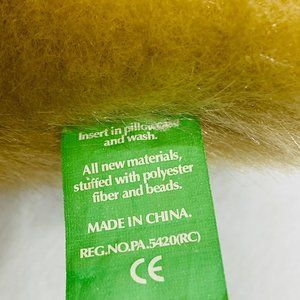 Insert in pillowcase
and wash.
All new materials,
stuffed with polyester
fiber and beads.
MADE IN CHINA.
REG.NO.PA.5420(RC)
CE